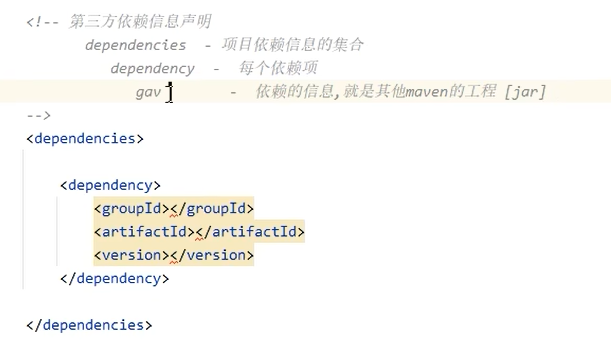 <!-- 第三方依赖信息声明
dependencies - 项目依赖信息的集合
dependency - 每个依赖项
gav - 依赖的信息,就是其他maven的工程 [jar]
-->
<dependencies>
<dependency>
<groupId></groupId>
<artifactId></artifactId>
<version></version>
</dependency>
</dependencies>